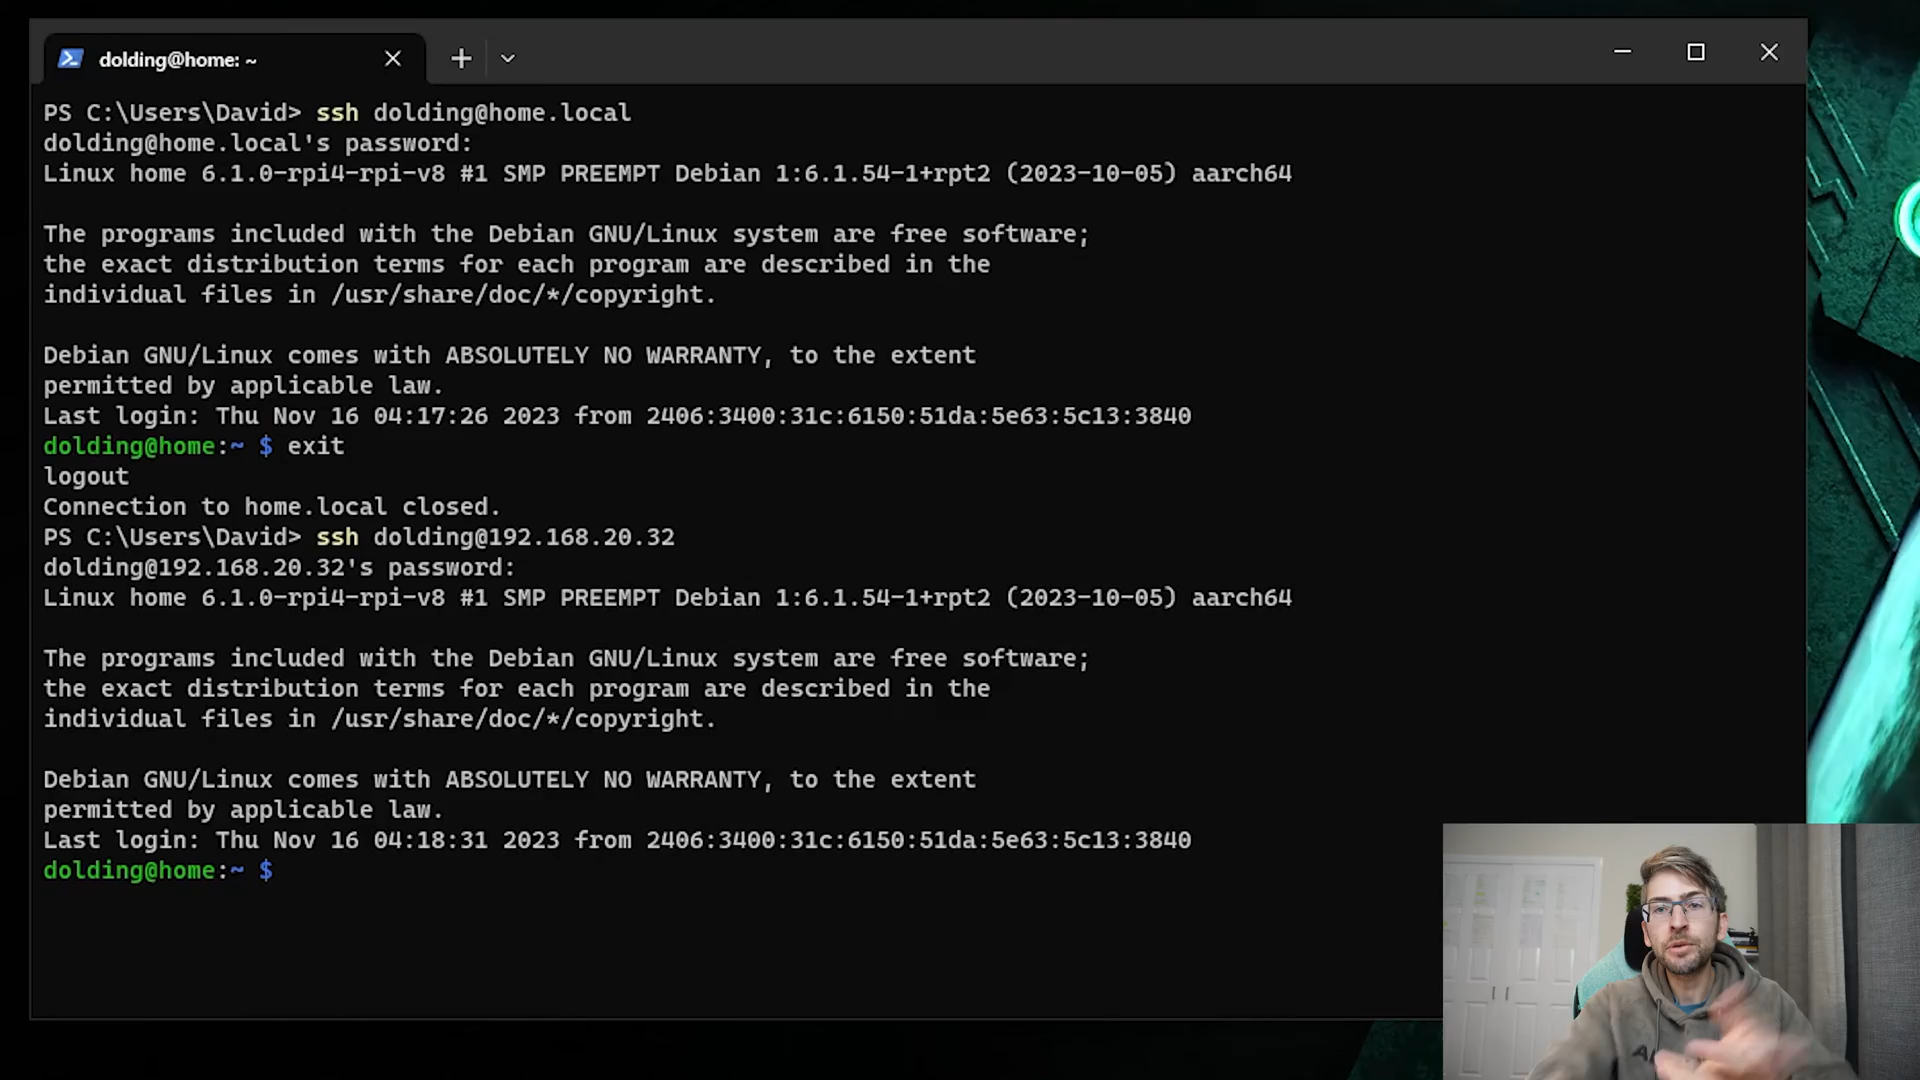 dolding@home: ~
PS C:\Users\David> ssh dolding@home.local
dolding@home.local's password:
Linux home 6.1.0-rpi4-rpi-v8 #1 SMP PREEMPT Debian 1:6.1.54-1+rpt2 (2023-10-05) aarch64
The programs included with the Debian GNU/Linux system are free software;
the exact distribution terms for each program are described in the
individual files in /usr/share/doc/*/copyright.
Debian GNU/Linux comes with ABSOLUTELY NO WARRANTY, to the extent
permitted by applicable law.
Last login: Thu Nov 16 04:17:26 2023 from 2406:3400:31c:6150:51da:5e63:5c13:3840
dolding@home:~ $ exit
logout
Connection to home.local closed.
PS C:\Users\David> ssh dolding@192.168.20.32
dolding@192.168.20.32's password:
Linux home 6.1.0-rpi4-rpi-v8 #1 SMP PREEMPT Debian 1:6.1.54-1+rpt2 (2023-10-05) aarch64
The programs included with the Debian GNU/Linux system are free software;
the exact distribution terms for each program are described in the
individual files in /usr/share/doc/*/copyright.
Debian GNU/Linux comes with ABSOLUTELY NO WARRANTY, to the extent
permitted by applicable law.
Last login: Thu Nov 16 04:18:31 2023 from 2406:3400:31c:6150:51da:5e63:5c13:3840
dolding@home:~ $